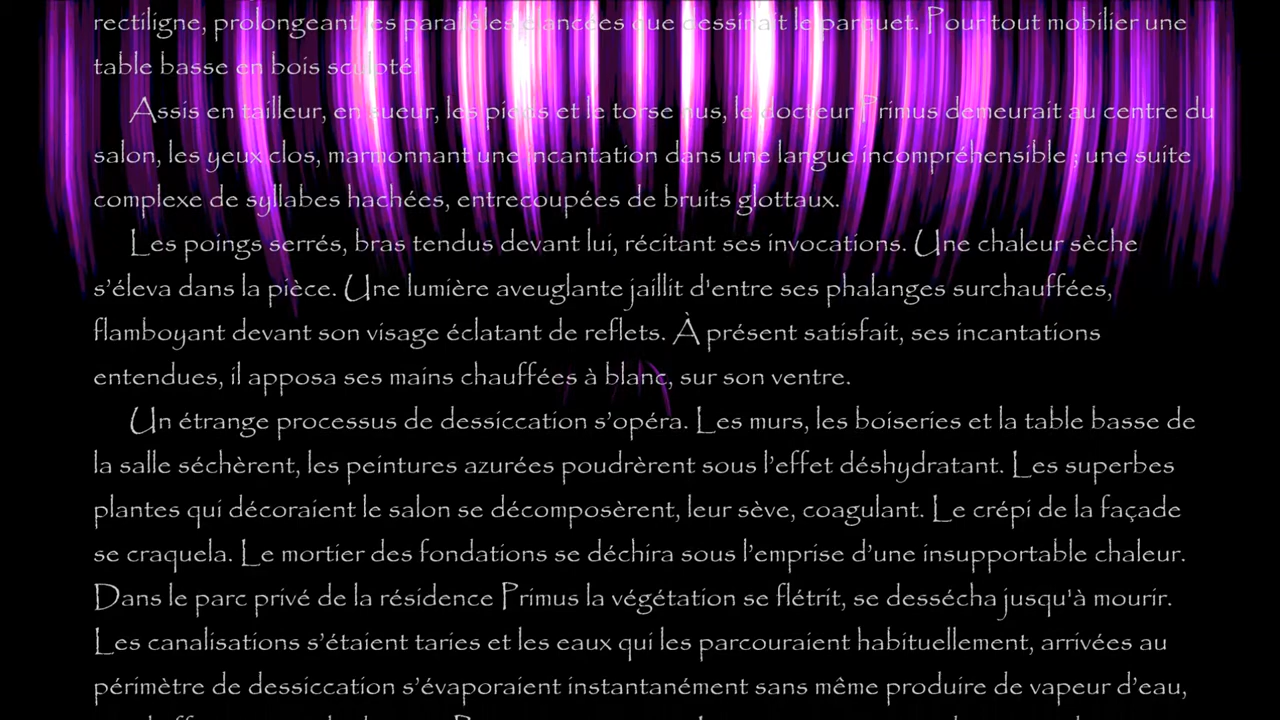 rectiligne, prolongeant les parallèles élancées que dessinait le parquet. Pour tout mobilier une
table basse en bois sculpté.
Assis en tailleur, en sueur, les pieds et le torse nus, le docteur Primus demeurait au centre du
salon, les yeux clos, marmonnant une incantation dans une langue incompréhensible ; une suite
complexe de syllabes hachées, entrecoupées de bruits glottaux.
Les poings serrés, bras tendus devant lui, récitant ses invocations. Une chaleur sèche
s’éleva dans la pièce. Une lumière aveuglante jaillit d'entre ses phalanges surchauffées,
flamboyant devant son visage éclatant de reflets. À présent satisfait, ses incantations
entendues, il apposa ses mains chauffées à blanc, sur son ventre.
Un étrange processus de dessiccation s’opéra. Les murs, les boiseries et la table basse de
la salle séchèrent, les peintures azurées poudrèrent sous l’effet déshydratant. Les superbes
plantes qui décoraient le salon se décomposèrent, leur sève, coagulant. Le crépi de la façade
se craquela. Le mortier des fondations se déchira sous l’emprise d’une insupportable chaleur.
Dans le parc privé de la résidence Primus la végétation se flétrit, se dessécha jusqu'à mourir.
Les canalisations s’étaient taries et les eaux qui les parcouraient habituellement, arrivées au
périmètre de dessiccation s’évaporaient instantanément sans même produire de vapeur d’eau,